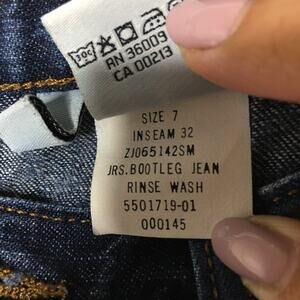 RN 36009
CA 00213
SIZE 7
INSEAM 32
ZJ065142SM
JRS.BOOTLEG JEAN
RINSE WASH
5501719-01
000145